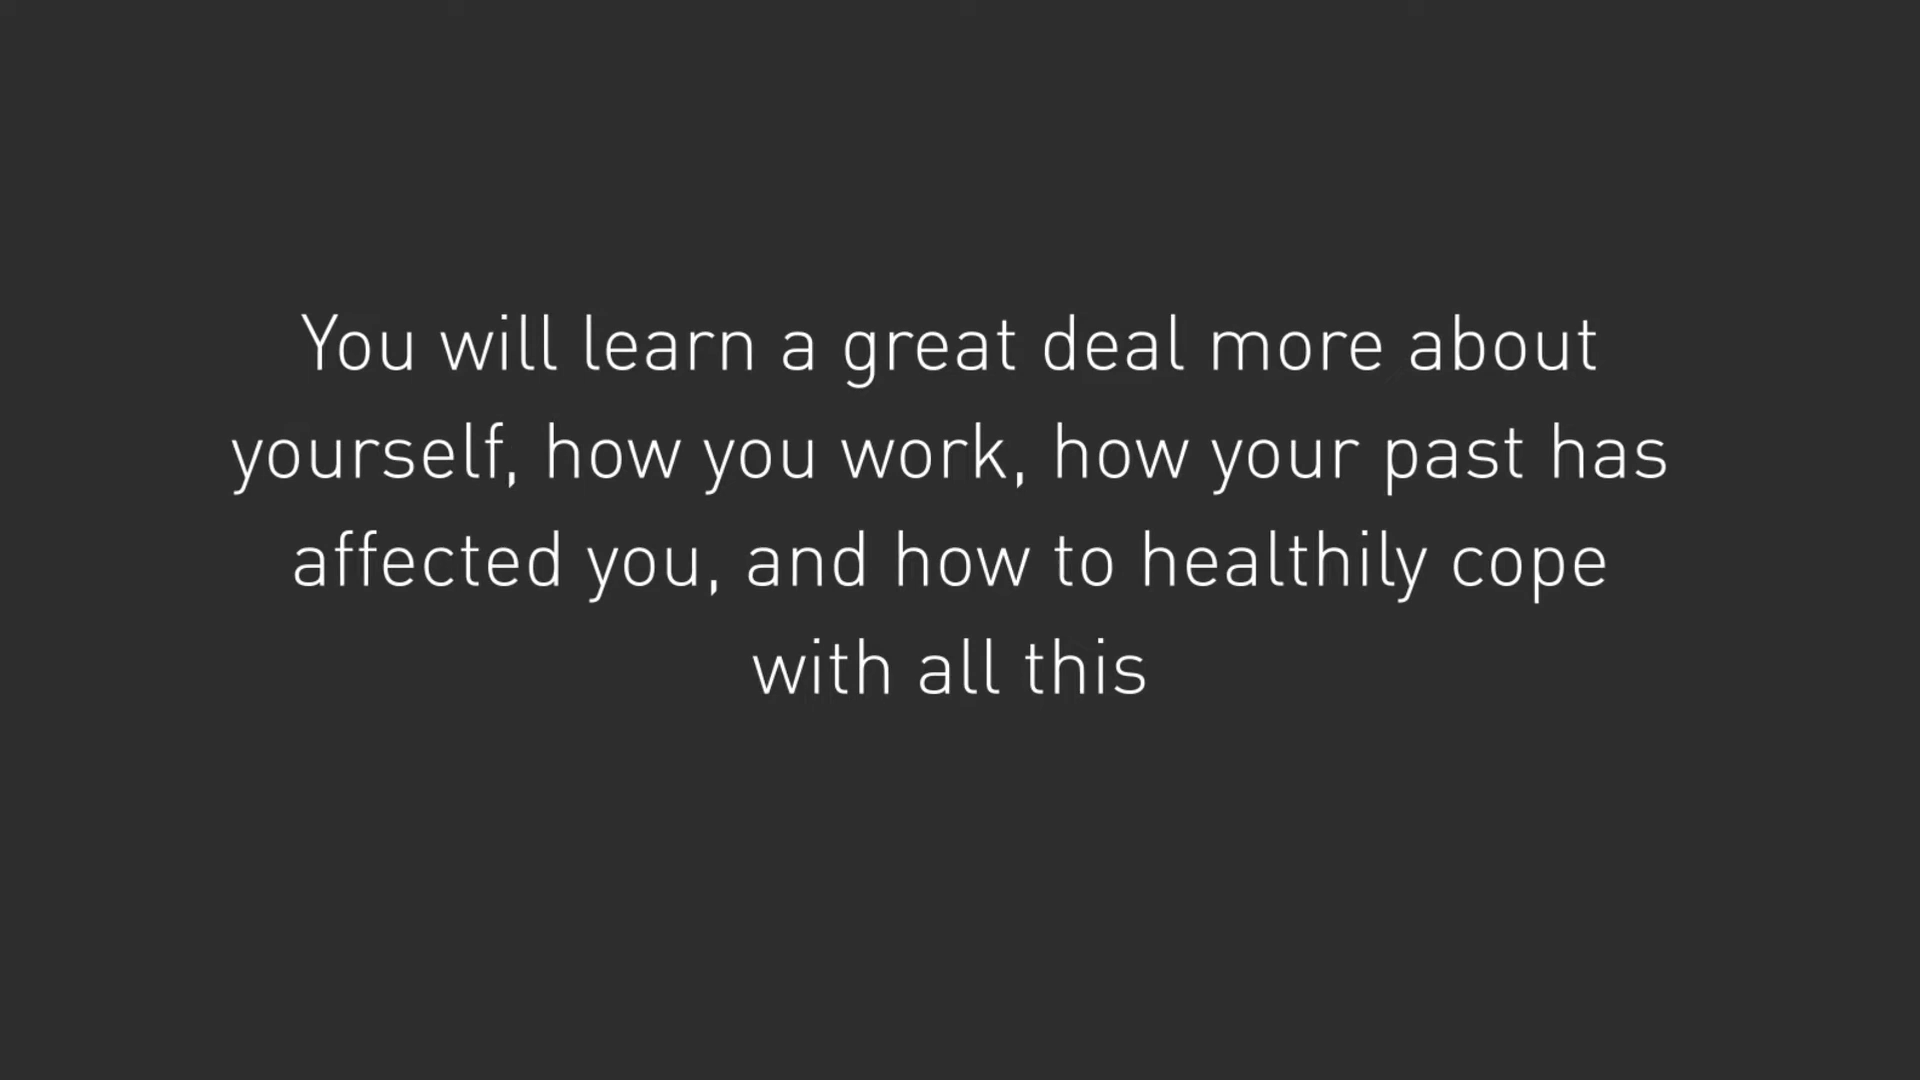 You will learn a great deal more about
yourself, how you work, how your past has
affected you, and how to healthily cope
with all this